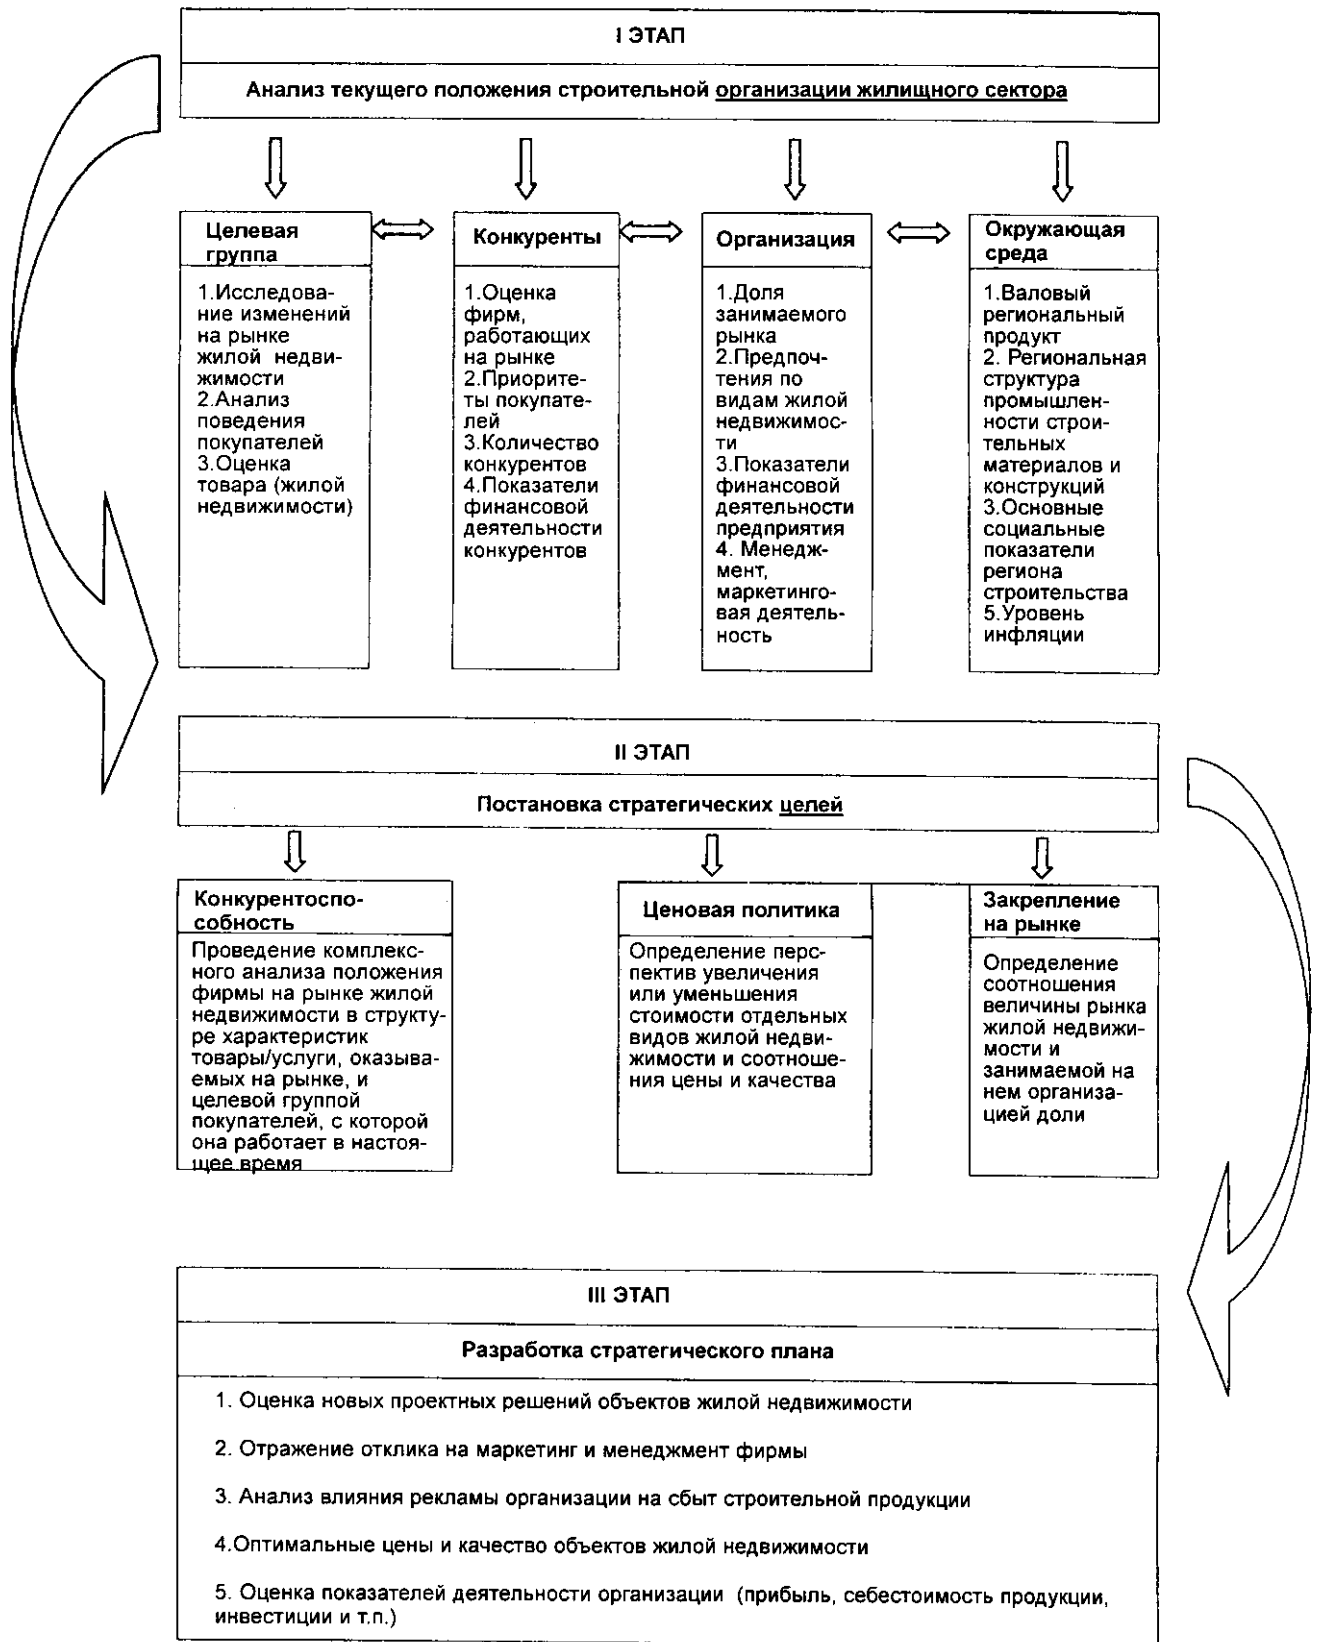 I ЭТАП
Анализ текущего положения строительной организации жилищного сектора
Целевая
группа
1.Исследова-
ние изменений
на рынке
жилой недви-
жимости
2.Анализ
поведения
покупателей
3.Оценка
товара (жилой
недвижимости)
Конкуренты
1.Оценка
фирм,
работающих
на рынке
2.Приорите-
ты покупате-
лей
3.Количество
конкурентов
4.Показатели
финансовой
деятельности
конкурентов
Организация
1.Доля
занимаемого
рынка
2.Предпоч-
тения по
видам жилой
недвижимос-
ти
3.Показатели
финансовой
деятельности
предприятия
4. Менедж-
мент,
маркетинго-
вая деятель-
ность
Окружающая
среда
1.Валовый
региональный
продукт
2. Региональная
структура
промышлен-
ности строи-
тельных
материалов и
конструкций
3.Основные
социальные
показатели
региона
строительства
5.Уровень
инфляции
II ЭТАП
Постановка стратегических целей
Конкурентоспо-
собность
Проведение комплекс-
ного анализа положения
фирмы на рынке жилой
недвижимости в структу-
ре характеристик
товары/услуги, оказыва-
емых на рынке, и
целевой группой
покупателей, с которой
она работает в настоя-
щее время
Ценовая политика
Определение перс-
пектив увеличения
или уменьшения
стоимости отдельных
видов жилой недви-
жимости и соотноше-
ния цены и качества
Закрепление
на рынке
Определение
соотношения
величины рынка
жилой недвижи-
мости и
занимаемой на
нем организа-
цией доли
III ЭТАП
Разработка стратегического плана
1. Оценка новых проектных решений объектов жилой недвижимости
2. Отражение отклика на маркетинг и менеджмент фирмы
3. Анализ влияния рекламы организации на сбыт строительной продукции
4.Оптимальные цены и качество объектов жилой недвижимости
5. Оценка показателей деятельности организации (прибыль, себестоимость продукции,
инвестиции и т.п.)